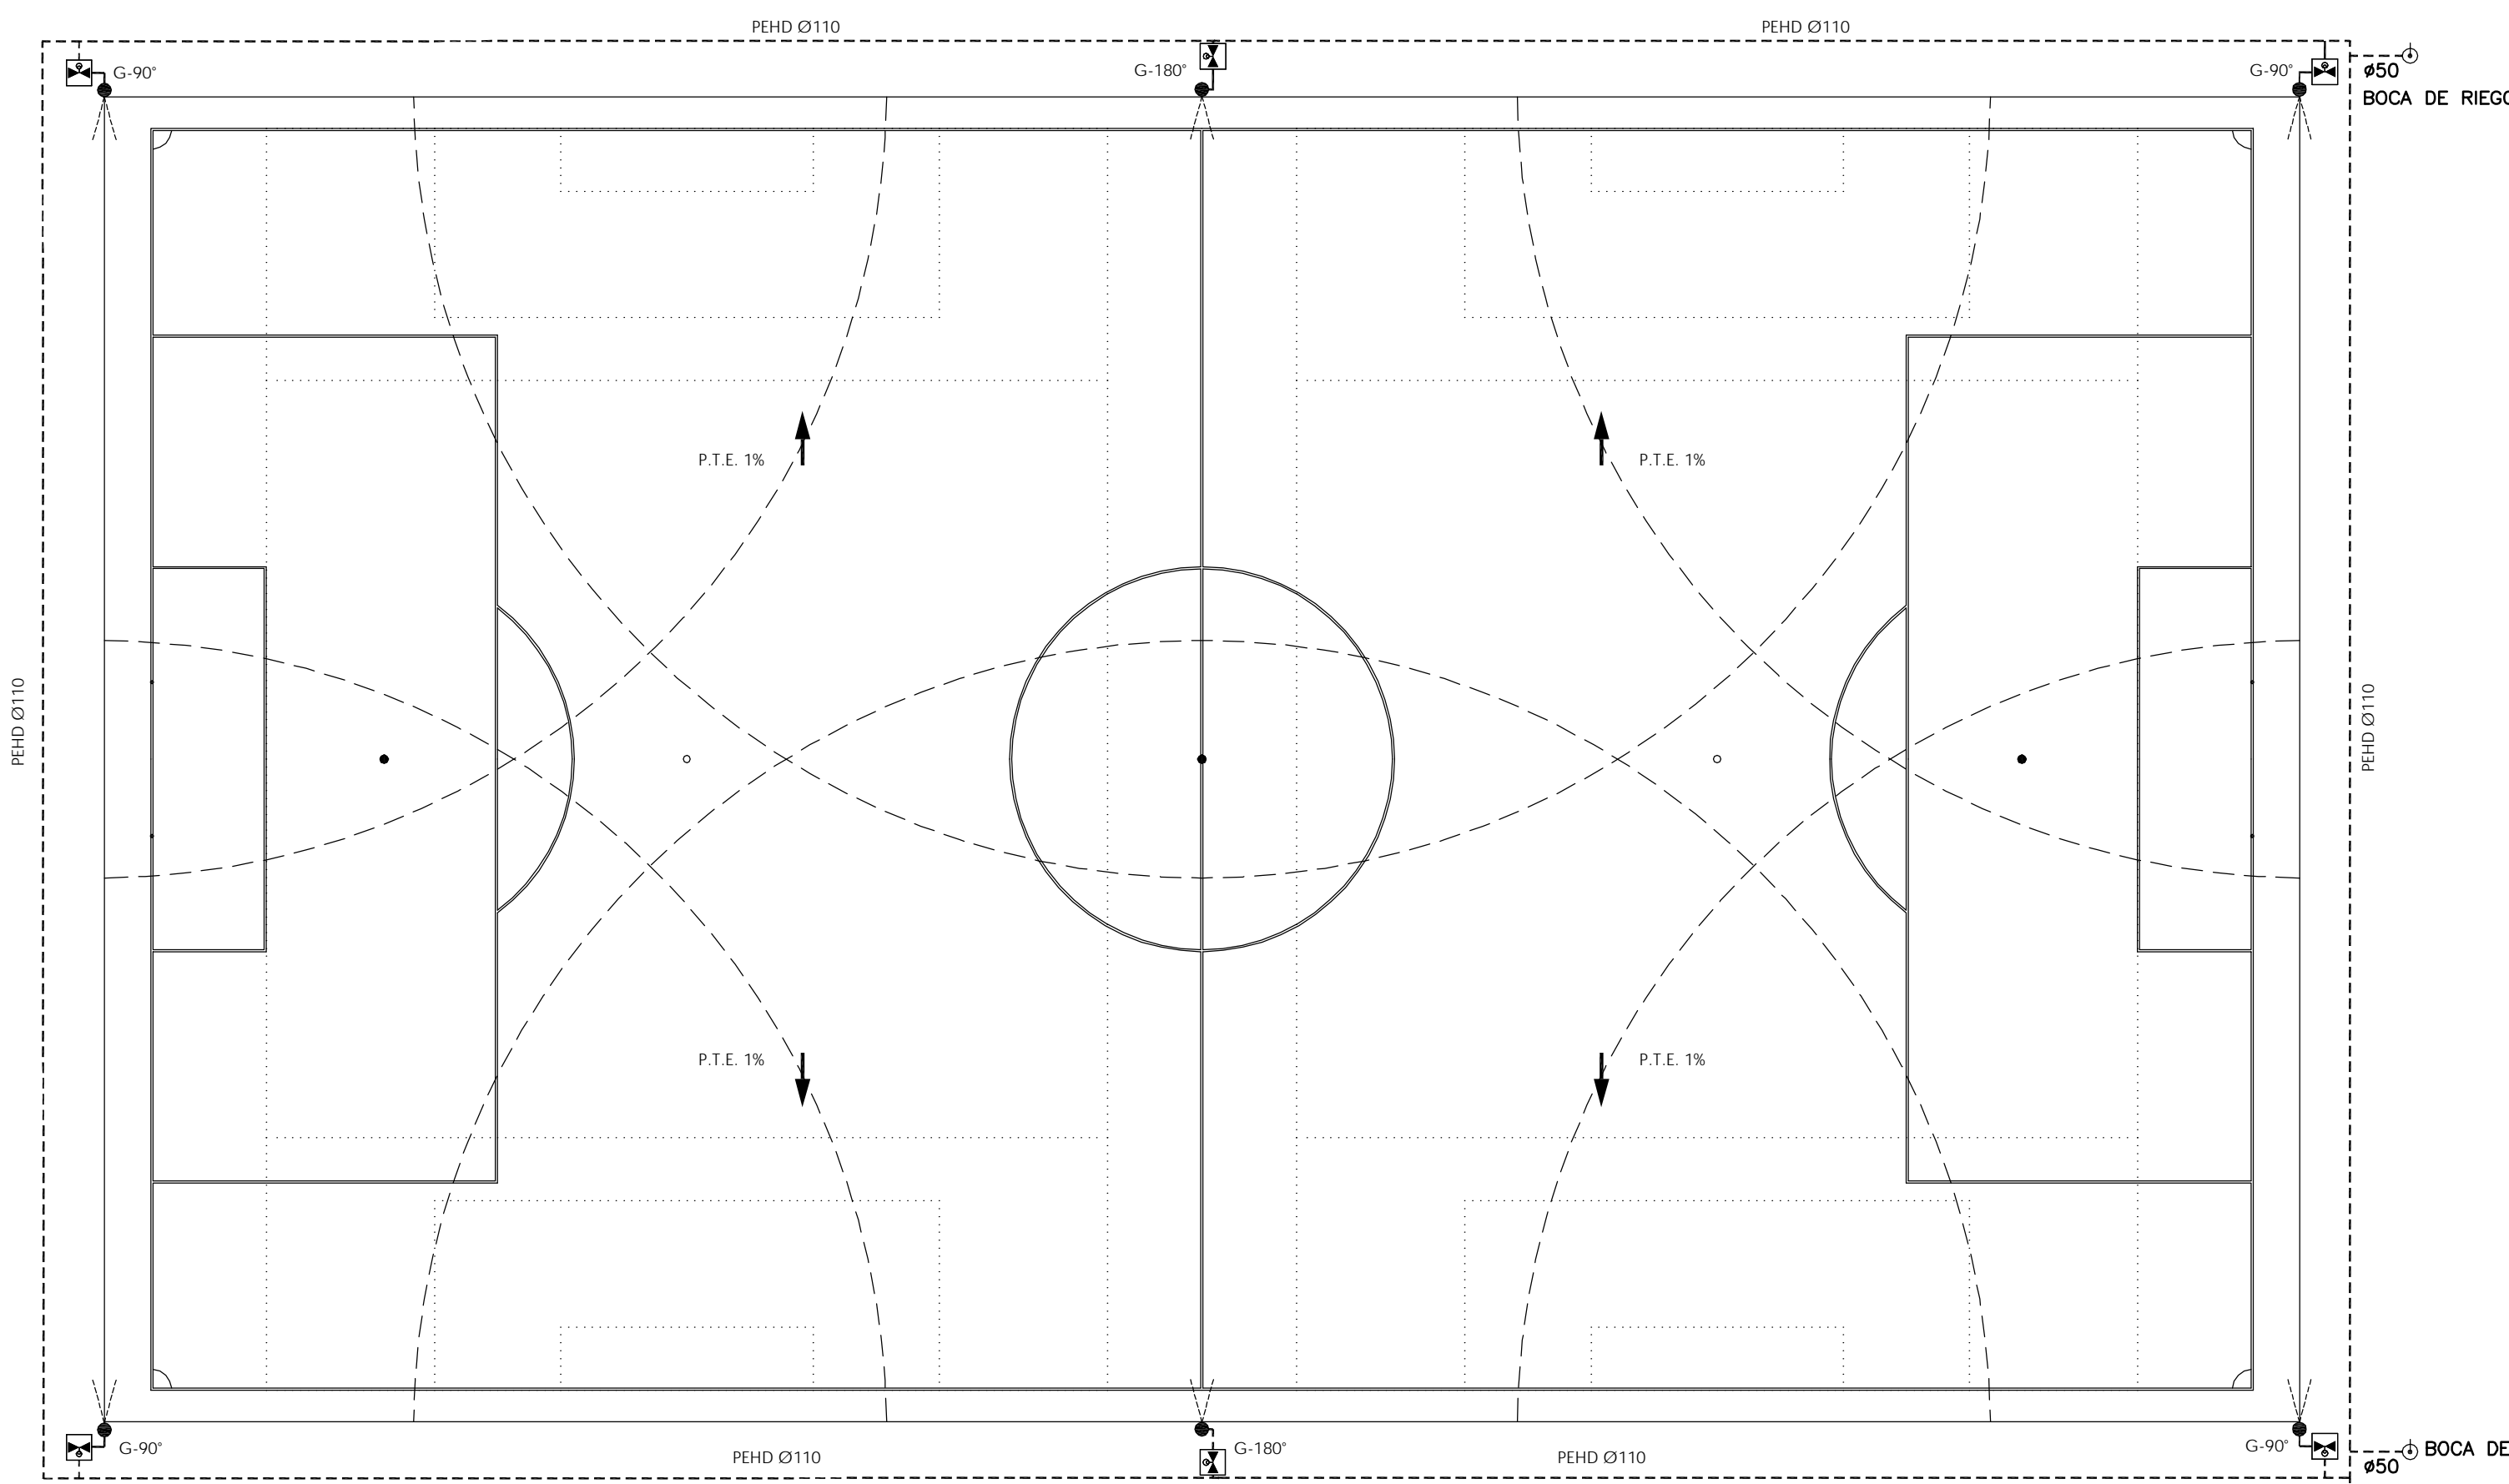 PEHD Ø110
PEHD Ø110
G-90°
G-180°
G-90°
ø50
BOCA DE RIEGO
P.T.E. 1%
P.T.E. 1%
PEHD Ø110
PEHD Ø110
P.T.E. 1%
P.T.E. 1%
G-90°
PEHD Ø110
G-180°
PEHD Ø110
G-90°
BOCA DE
ø50